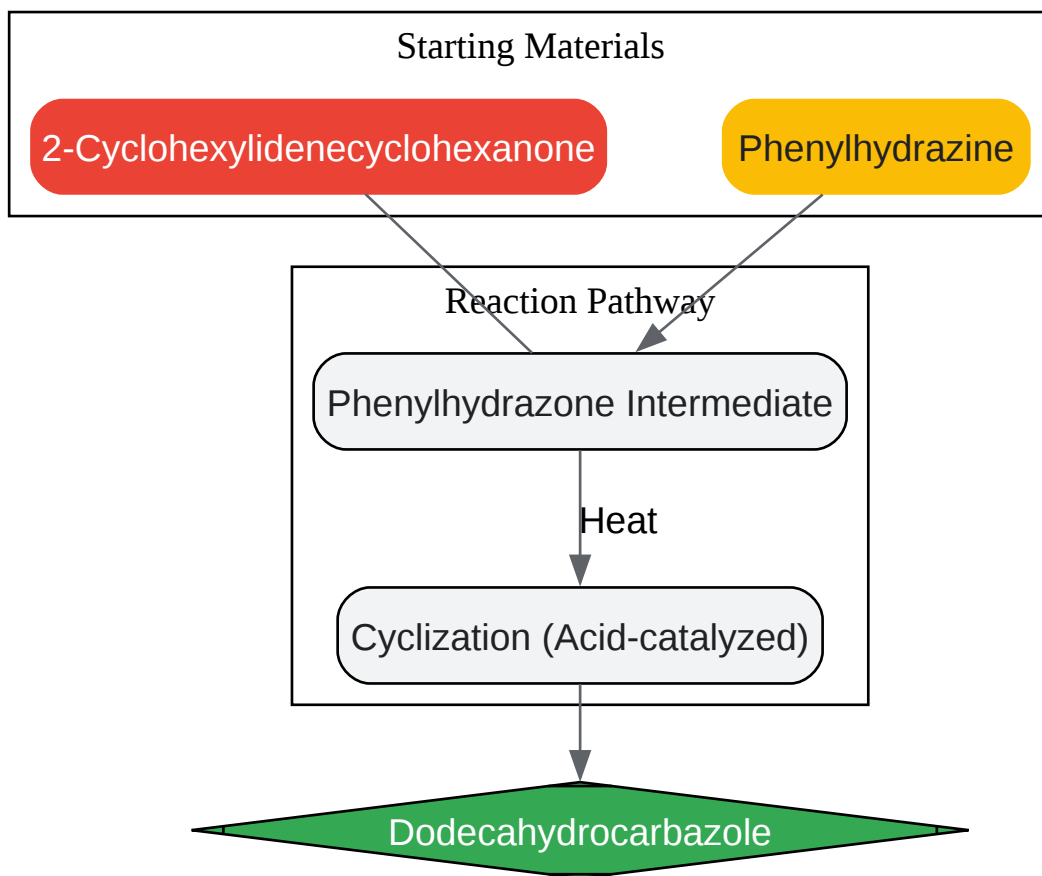 Starting Materials
2-Cyclohexylidenecyclohexanone
Phenylhydrazine
Reaction Pathway
Phenylhydrazone Intermediate
Heat
Cyclization (Acid-catalyzed)
Dodecahydrocarbazole